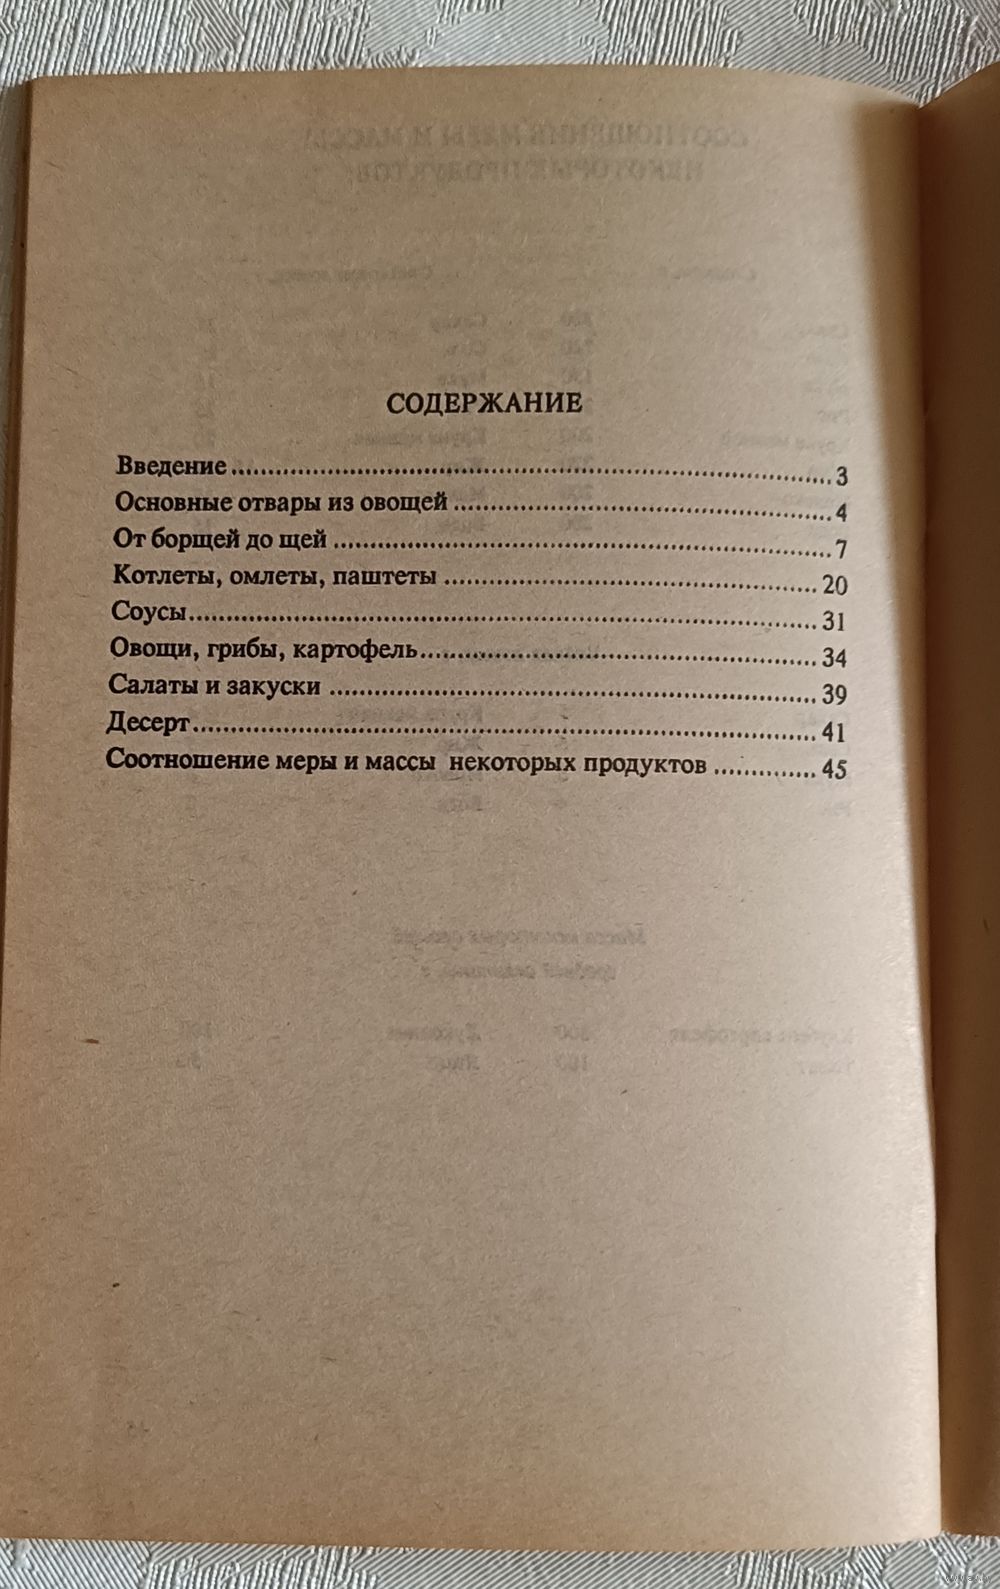 СОДЕРЖАНИЕ
Введение.......................................................................................3
Основные отвары из овощей.......................................................4
От борщей до щей.......................................................................7
Котлеты, омлеты, паштеты......................................................20
Соусы.........................................................................................31
Овощи, грибы, картофель.........................................................34
Салаты и закуски......................................................................39
Десерт........................................................................................41
Соотношение меры и массы некоторых продуктов..............45